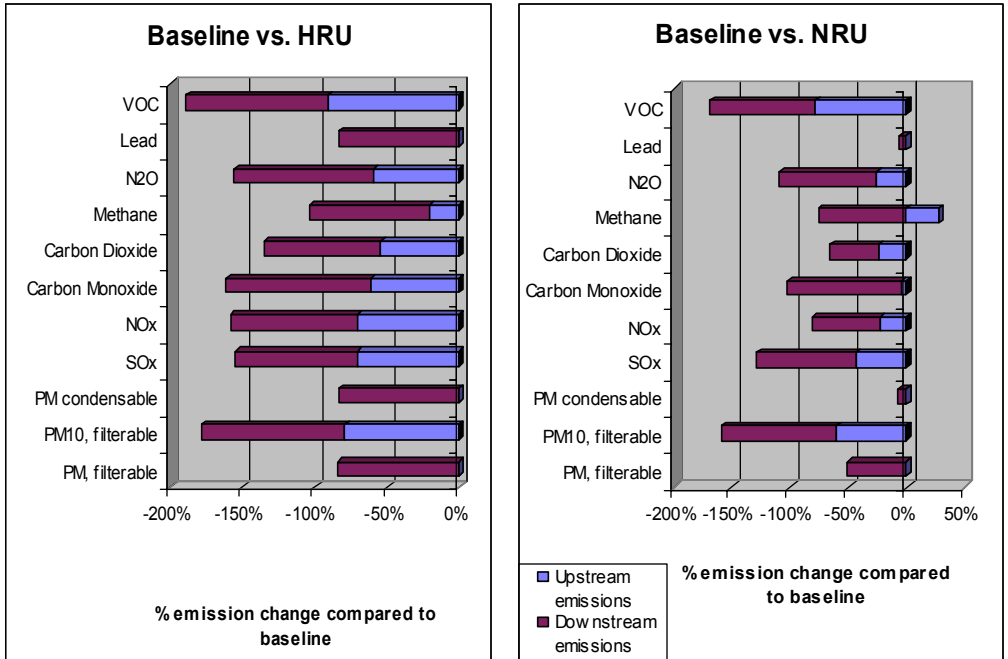 Baseline vs. HRU
VOC
Lead
N2O
Methane
Carbon Dioxide
Carbon Monoxide
NOx
SOx
PM condensable
PM10, filterable
PM, filterable
-200% -150% -100% -50% 0%
% emission change compared to
baseline
Baseline vs. NRU
VOC
Lead
N2O
Methane
Carbon Dioxide
Carbon Monoxide
NOx
SOx
PM condensable
PM10, filterable
PM, filterable
-200% -150% -100% -50% 0% 50%
Upstream
emissions
Downstream
emissions
% emission change compared
to baseline